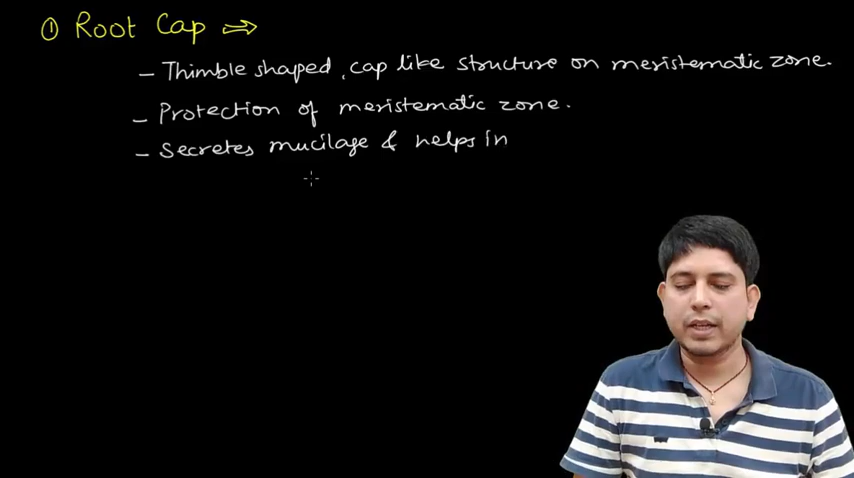 ① Root Cap ⇒
- Thimble shaped, cap like structure on meristematic zone.
- Protection of meristematic zone.
- Secretes mucilage & helps in